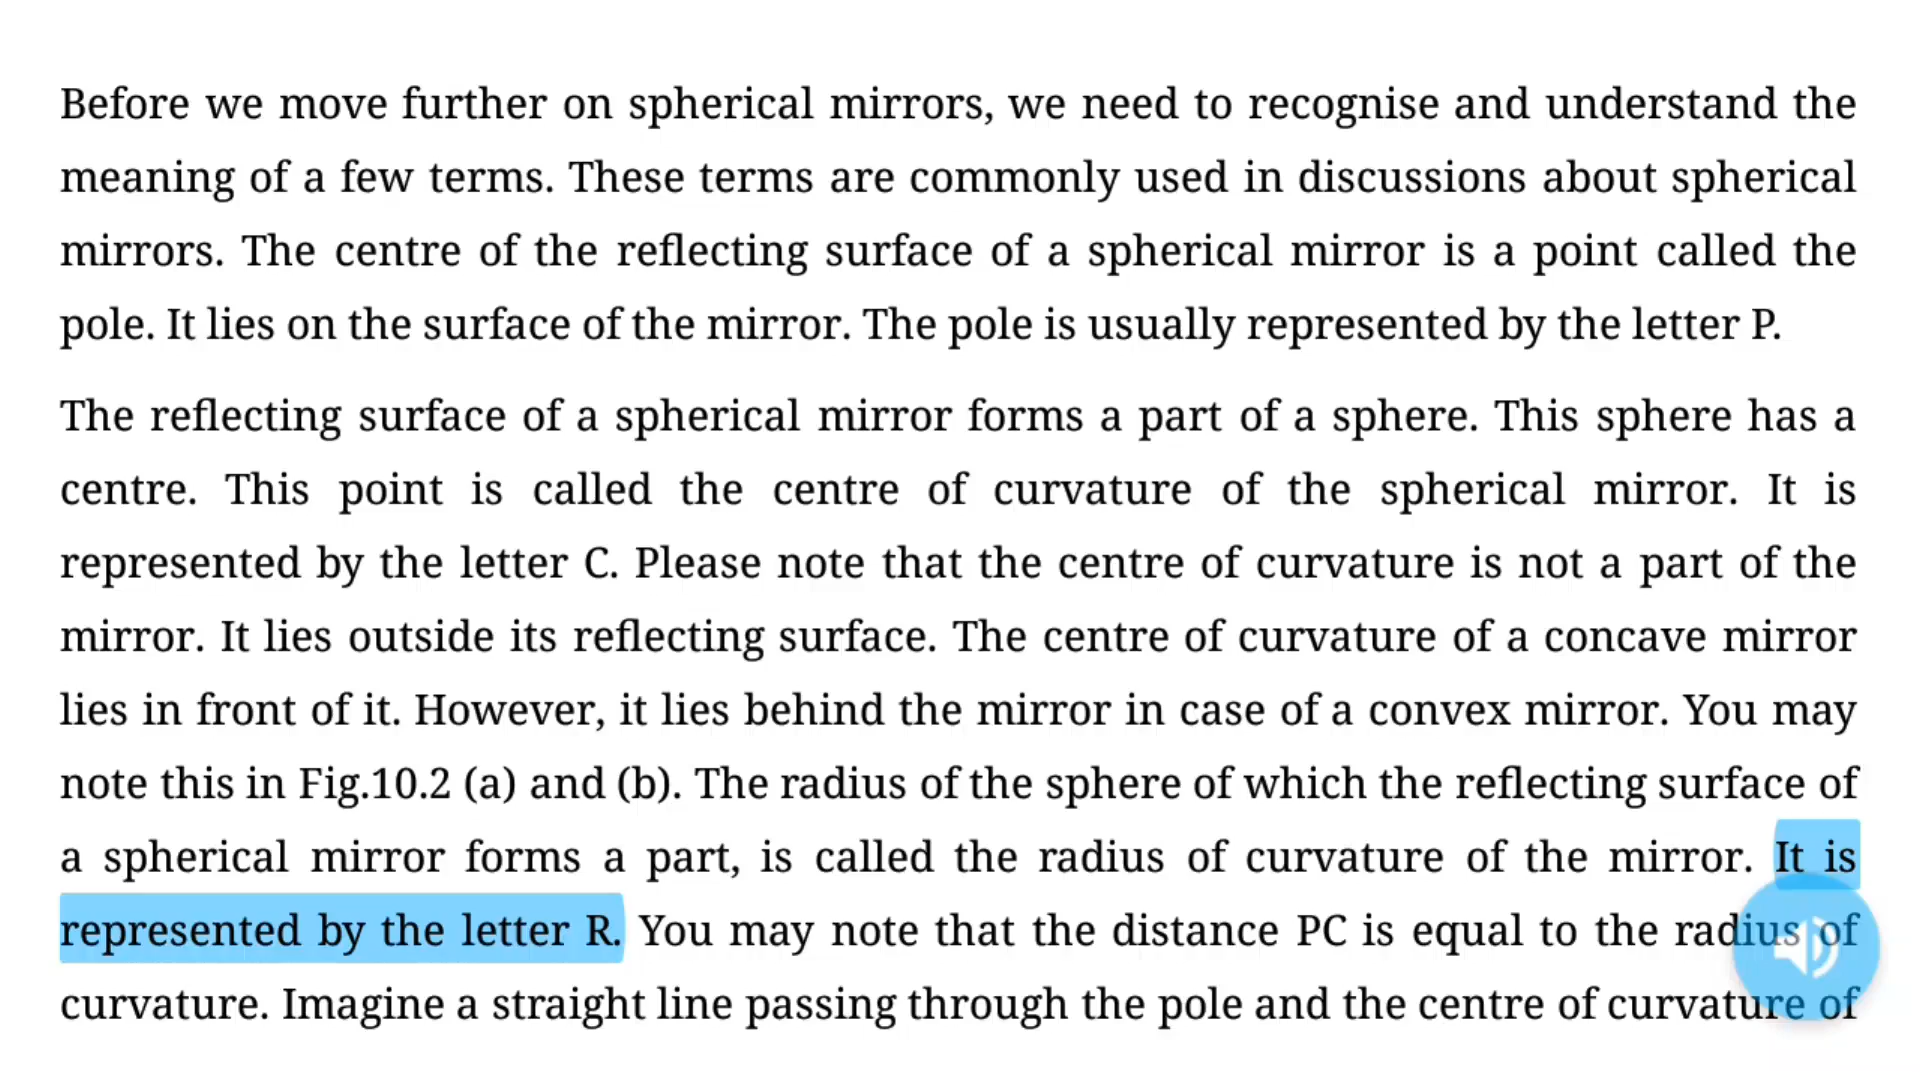 Before we move further on spherical mirrors, we need to recognise and understand the
meaning of a few terms. These terms are commonly used in discussions about spherical
mirrors. The centre of the reflecting surface of a spherical mirror is a point called the
pole. It lies on the surface of the mirror. The pole is usually represented by the letter P.
The reflecting surface of a spherical mirror forms a part of a sphere. This sphere has a
centre. This point is called the centre of curvature of the spherical mirror. It is
represented by the letter C. Please note that the centre of curvature is not a part of the
mirror. It lies outside its reflecting surface. The centre of curvature of a concave mirror
lies in front of it. However, it lies behind the mirror in case of a convex mirror. You may
note this in Fig.10.2 (a) and (b). The radius of the sphere of which the reflecting surface of
a spherical mirror forms a part, is called the radius of curvature of the mirror. It is
represented by the letter R. You may note that the distance PC is equal to the radius of
curvature. Imagine a straight line passing through the pole and the centre of curvature of